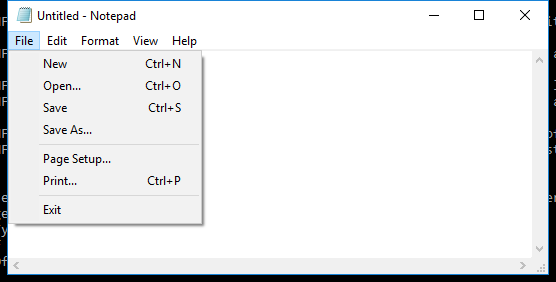 Untitled - Notepad
File Edit Format View Help
New Ctrl+N
Open... Ctrl+O
Save Ctrl+S
Save As...
Page Setup...
Print... Ctrl+P
Exit